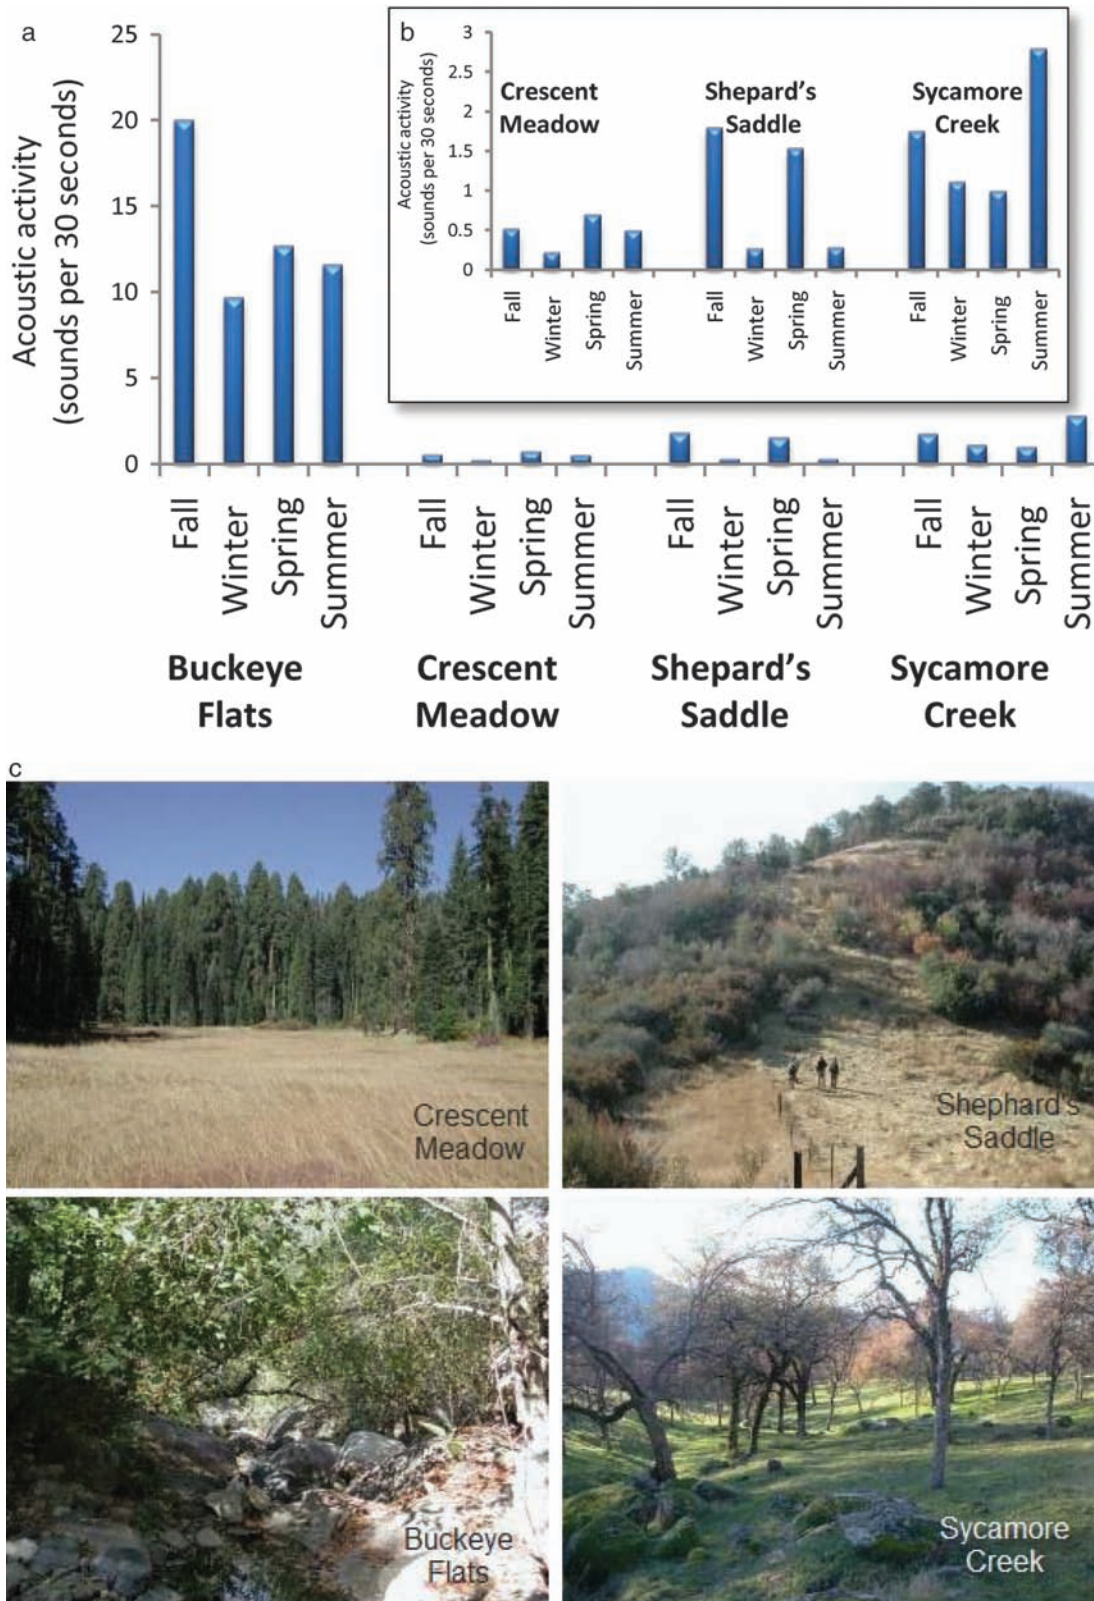 a
25
20
15
10
5
0
Acoustic activity
(sounds per 30 seconds)
Fall
Winter
Spring
Summer
Fall
Winter
Spring
Summer
Fall
Winter
Spring
Summer
Fall
Winter
Spring
Summer
Buckeye
Flats
Crescent
Meadow
Shepard's
Saddle
Sycamore
Creek
b
3
2.5
2
1.5
1
0.5
0
Acoustic activity
(sounds per 30 seconds)
Crescent
Meadow
Shepard's
Saddle
Sycamore
Creek
Fall
Winter
Spring
Summer
Fall
Winter
Spring
Summer
Fall
Winter
Spring
Summer
c
Crescent
Meadow
Shephard's
Saddle
Buckeye
Flats
Sycamore
Creek